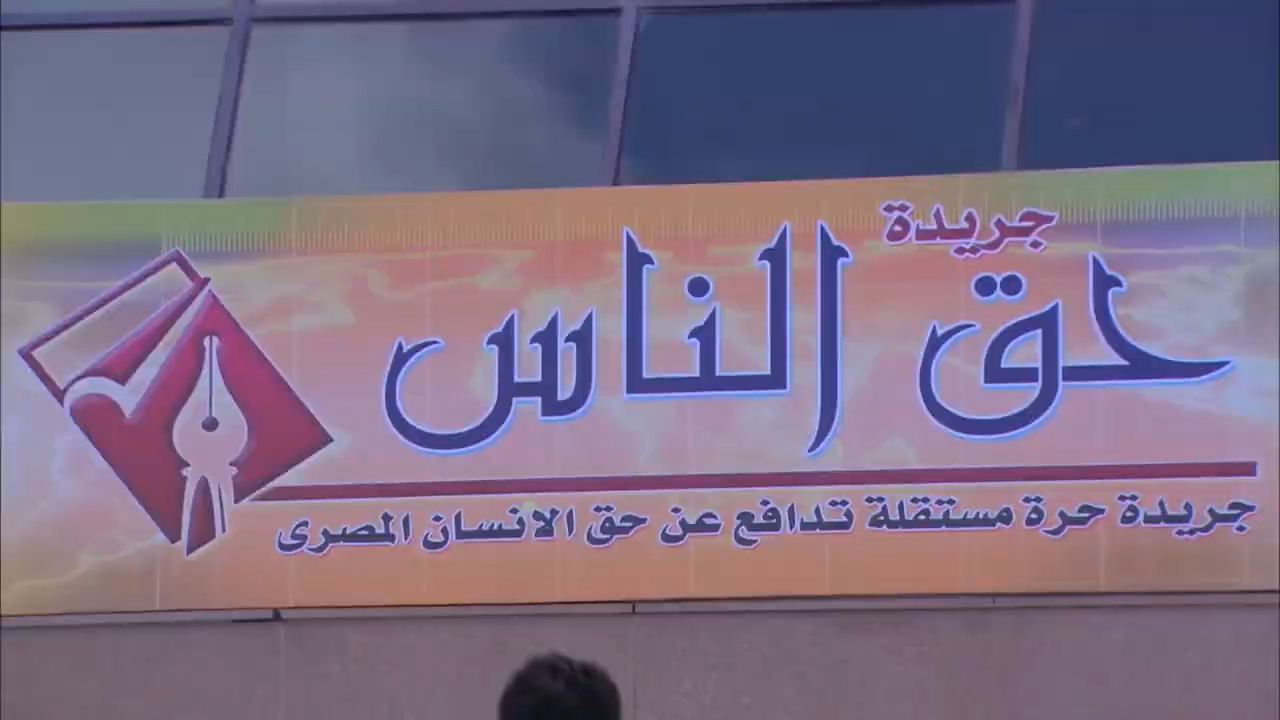 جريدة
حق الناس
جريدة حرة مستقلة تدافع عن حق الانسان المصرى